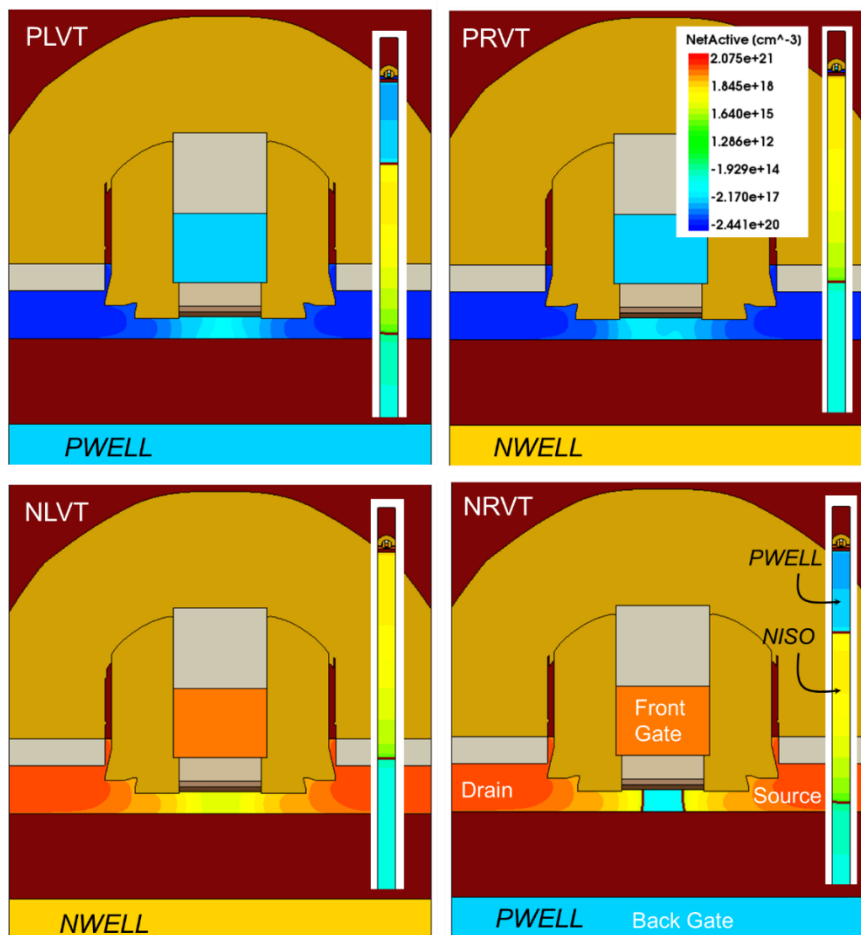 PLVT
PRVT
NetActive (cm^-3)
2.075e+21
1.845e+18
1.640e+15
1.286e+12
-1.929e+14
-2.170e+17
-2.441e+20
PWELL
NWELL
NLVT
NRVT
PWELL
NISO
Front
Gate
Drain
Source
NWELL
PWELL
Back Gate